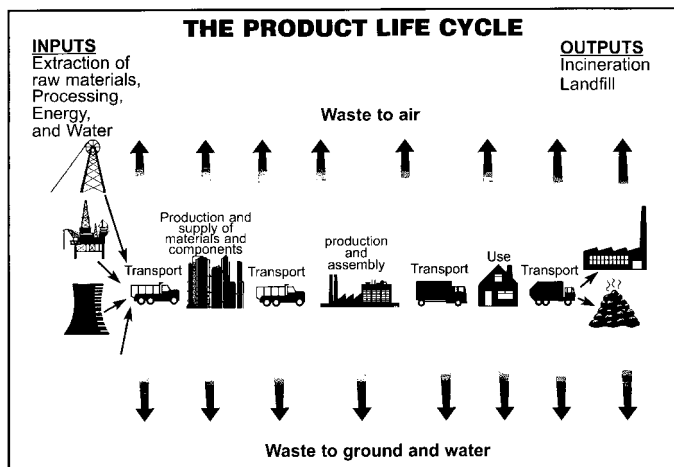 THE PRODUCT LIFE CYCLE
INPUTS
Extraction of
raw materials,
Processing,
Energy,
and Water
OUTPUTS
Incineration
Landfill
Waste to air
Transport
Production and
supply of
materials and
components
Transport
production
and
assembly
Transport
Use
Transport
Waste to ground and water